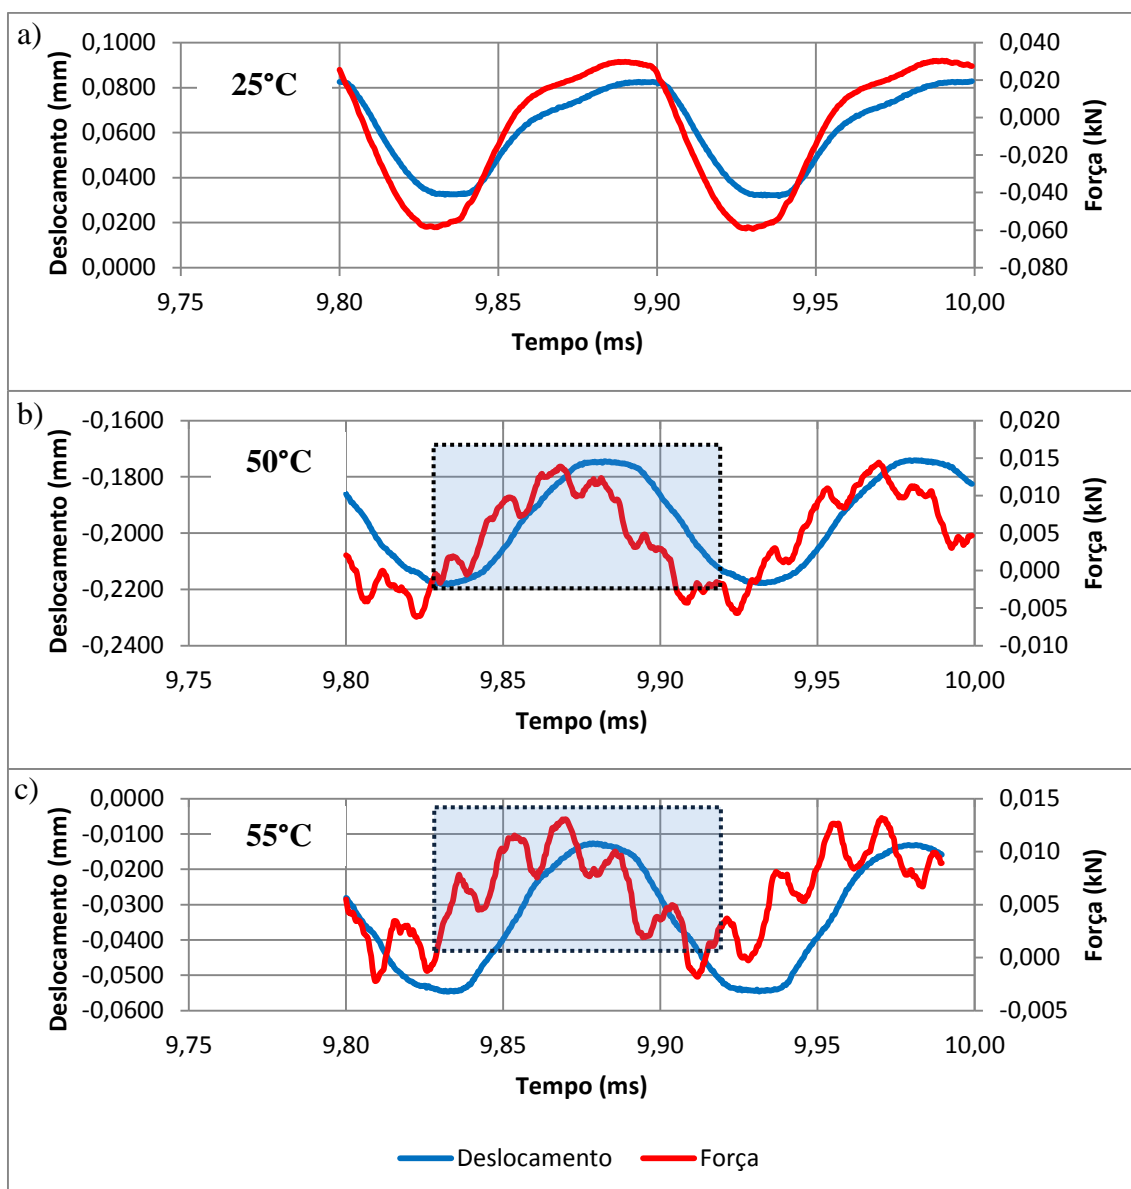 a)
25°C
Deslocamento (mm)
0,1000
0,0800
0,0600
0,0400
0,0200
0,0000
0,040
0,020
0,000
-0,020
-0,040
-0,060
-0,080
Força (kN)
9,75 9,80 9,85 9,90 9,95 10,00
Tempo (ms)
b)
50°C
Deslocamento (mm)
-0,1600
-0,1800
-0,2000
-0,2200
-0,2400
0,020
0,015
0,010
0,005
0,000
-0,005
-0,010
Força (kN)
9,75 9,80 9,85 9,90 9,95 10,00
Tempo (ms)
c)
55°C
Deslocamento (mm)
0,0000
-0,0100
-0,0200
-0,0300
-0,0400
-0,0500
-0,0600
0,015
0,010
0,005
0,000
-0,005
Força (kN)
9,75 9,80 9,85 9,90 9,95 10,00
Tempo (ms)
Deslocamento Força